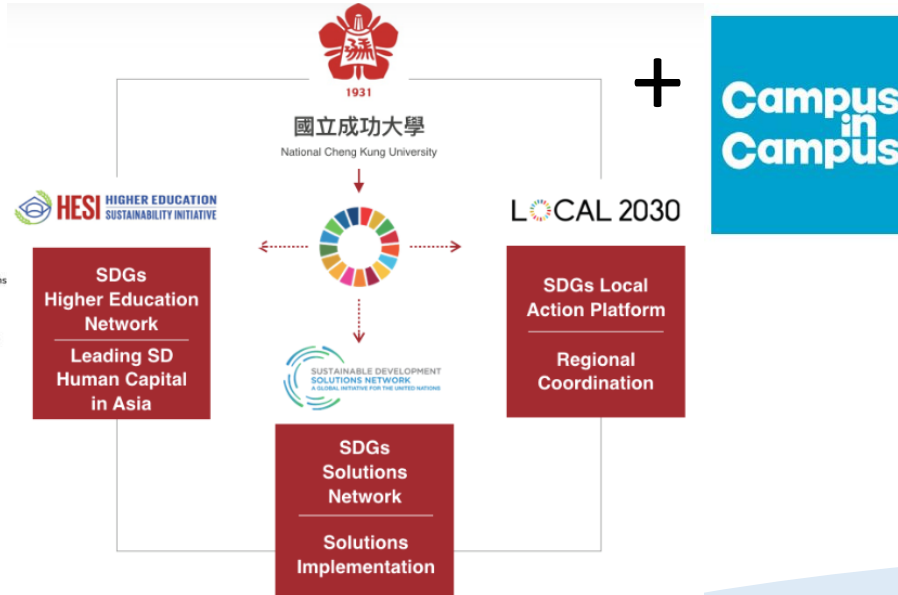 1931
國立成功大學
National Cheng Kung University
+
Campus
in
Campus
HESI HIGHER EDUCATION
SUSTAINABILITY INITIATIVE
LOCAL 2030
SDGs
Higher Education
Network
Leading SD
Human Capital
in Asia
SDGs Local
Action Platform
Regional
Coordination
SUSTAINABLE DEVELOPMENT
SOLUTIONS NETWORK
A GLOBAL INITIATIVE FOR THE UNITED NATIONS
SDGs
Solutions
Network
Solutions
Implementation